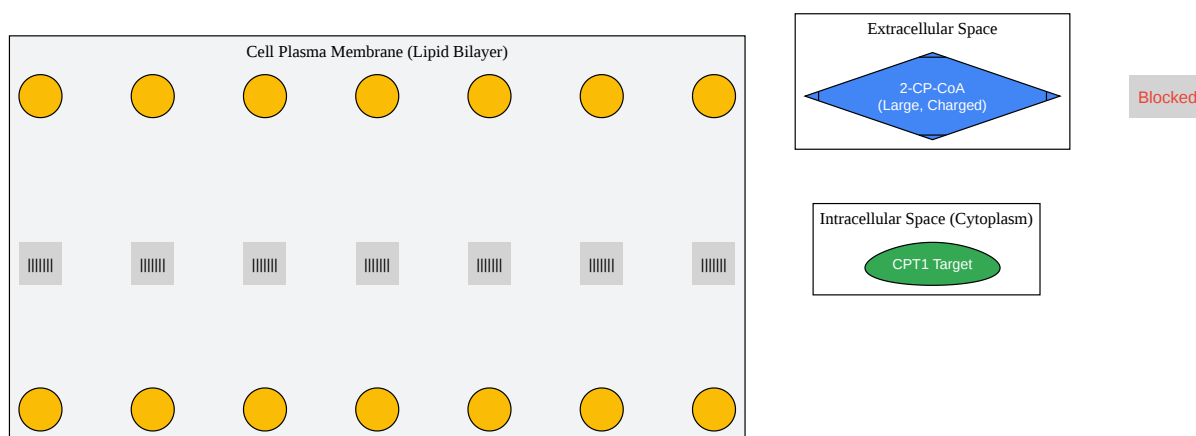 Cell Plasma Membrane (Lipid Bilayer)
||||||| ||||||| ||||||| ||||||| ||||||| ||||||| |||||||
Extracellular Space
2-CP-CoA
(Large, Charged)
Blocked
Intracellular Space (Cytoplasm)
CPT1 Target